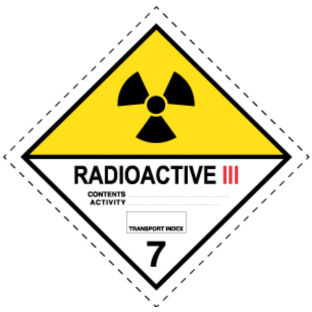 RADIOACTIVE III
CONTENTS
ACTIVITY
TRANSPORT INDEX
7